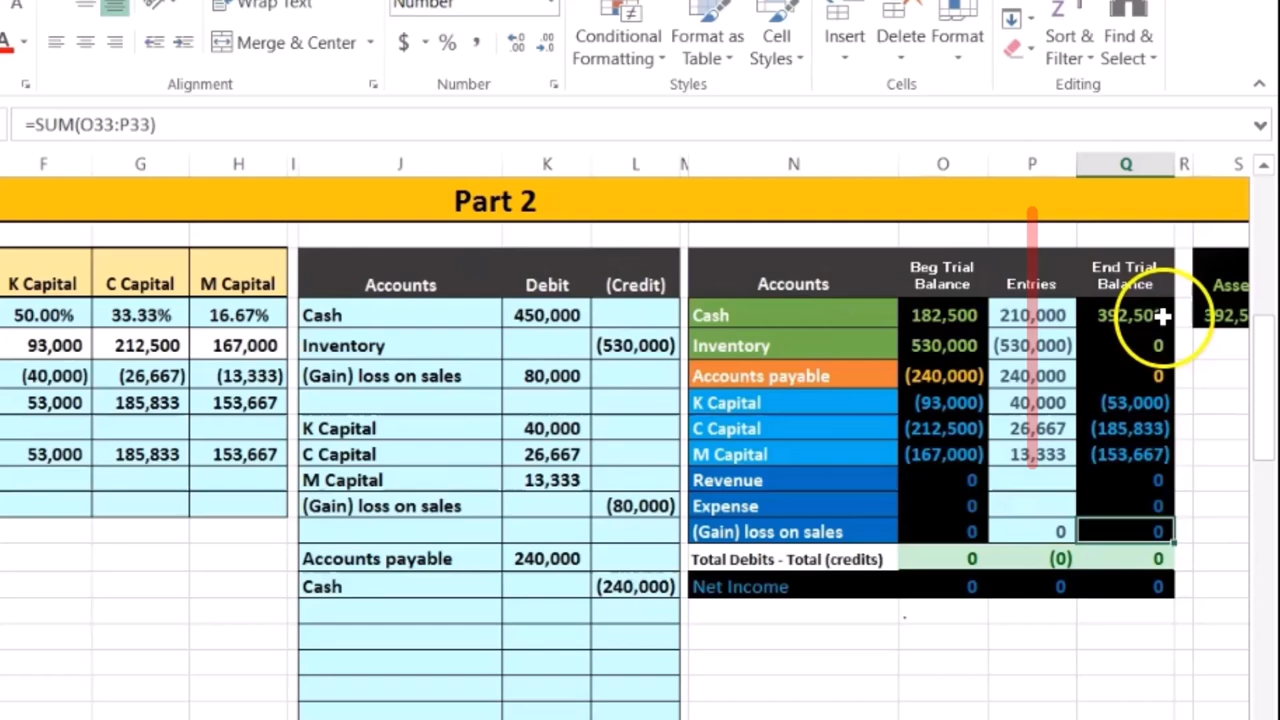 Wrap Text
Number
A
Merge & Center
$ % ,
Conditional Formatting
Format as Table
Cell Styles
Insert Delete Format
Sort & Filter
Find & Select
Alignment Number Styles Cells Editing
=SUM(O33:P33)
F G H I J K L M N O P Q R S
Part 2
K Capital C Capital M Capital Accounts Debit (Credit) Accounts Beg Trial Balance Entries End Trial Balance
50.00% 33.33% 16.67% Cash 450,000 Cash 182,500 210,000
93,000 212,500 167,000 Inventory (530,000) Inventory 530,000 (530,000) 0
(40,000) (26,667) (13,333) (Gain) loss on sales 80,000 Accounts payable (240,000) 240,000 0
53,000 185,833 153,667 K Capital (93,000) 40,000 (53,000)
K Capital 40,000 C Capital (212,500) 26,667 (185,833)
53,000 185,833 153,667 C Capital 26,667 M Capital (167,000) 13,333 (153,667)
M Capital 13,333 Revenue 0 0
(Gain) loss on sales (80,000) Expense 0 0
(Gain) loss on sales 0 0 0
Accounts payable 240,000 Total Debits - Total (credits) 0 (0) 0
Cash (240,000) Net Income 0 0 0